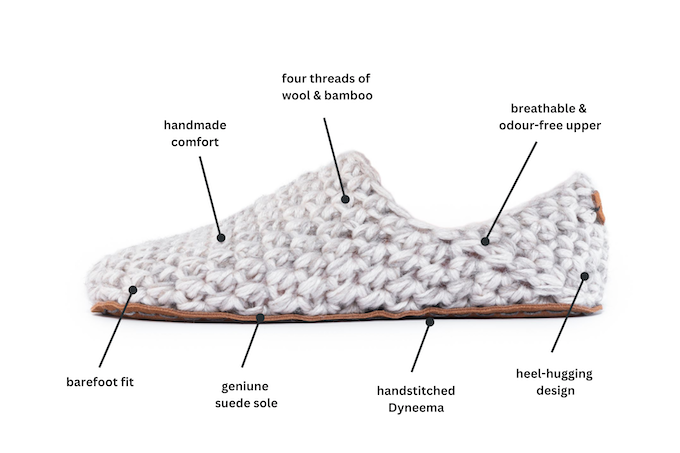 four threads of
wool & bamboo
breathable &
odour-free upper
handmade
comfort
barefoot fit
geniune
suede sole
handstitched
Dyneema
heel-hugging
design